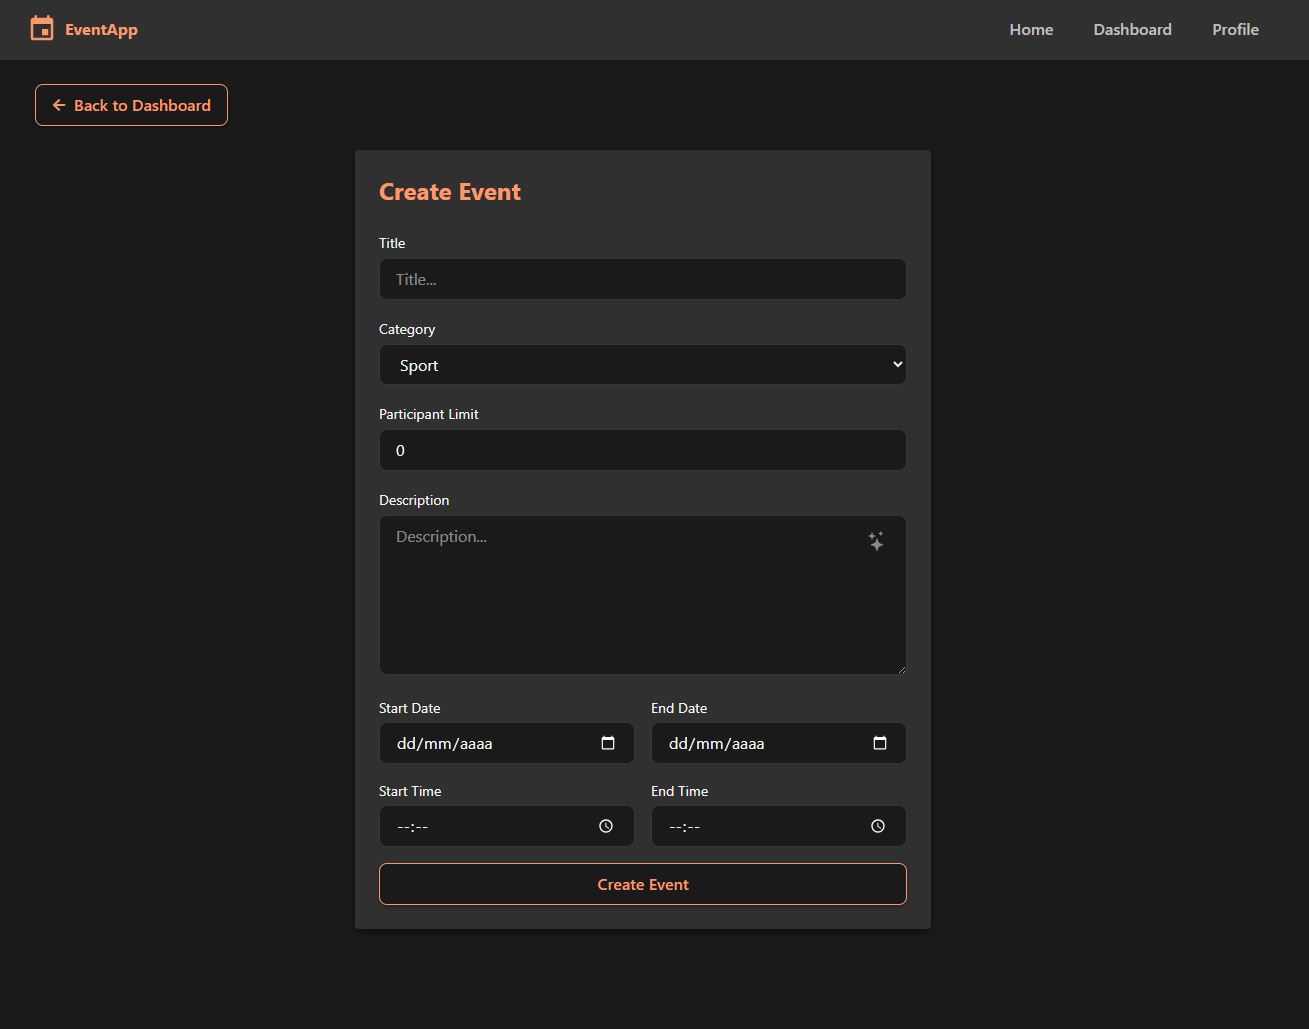 EventApp
Home Dashboard Profile
Back to Dashboard
Create Event
Title
Title...
Category
Sport
Participant Limit
0
Description
Description...
Start Date End Date
dd/mm/aaaa dd/mm/aaaa
Start Time End Time
--:-- --:--
Create Event